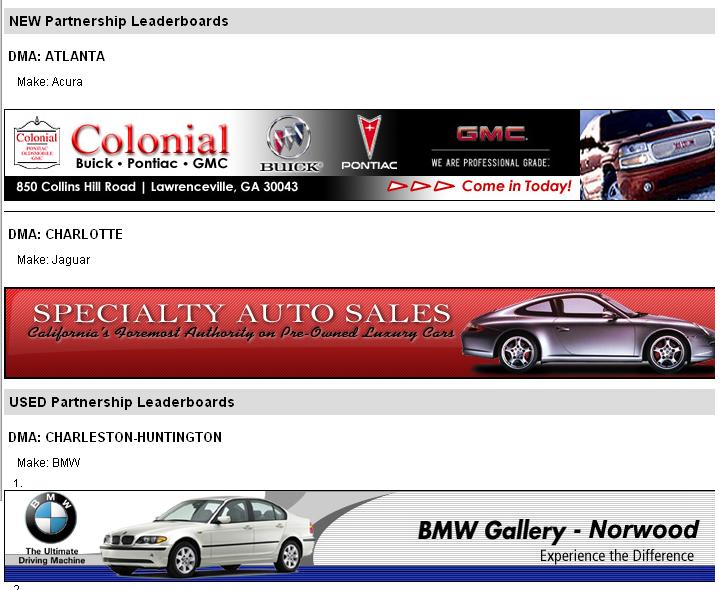 NEW Partnership Leaderboards
DMA: ATLANTA
Make: Acura
Colonial
PONTIAC
OLDSMOBILE
GMC
Colonial
Buick • Pontiac • GMC
BUICK
PONTIAC
GMC
WE ARE PROFESSIONAL GRADE.
850 Collins Hill Road | Lawrenceville, GA 30043
Come in Today!
DMA: CHARLOTTE
Make: Jaguar
SPECIALTY AUTO SALES
California's Foremost Authority on Pre-Owned Luxury Cars
USED Partnership Leaderboards
DMA: CHARLESTON-HUNTINGTON
Make: BMW
1.
BMW
The Ultimate
Driving Machine
BMW Gallery - Norwood
Experience the Difference